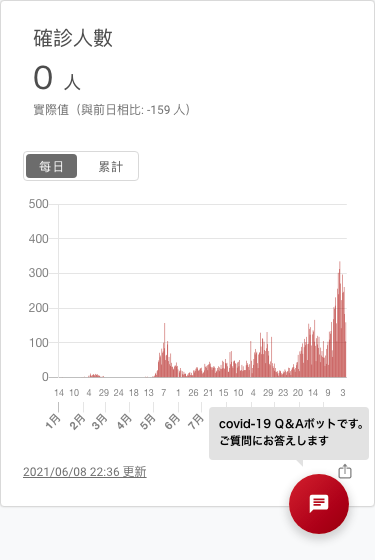 確診人數
0 人
實際值（與前日相比: -159 人）
每日 累計
500
400
300
200
100
0
14 10 4 29 24 18 13 7 1 26 21 15 10 4 29 23 20 14 9 3
1月 2月 3月 4月 5月 6月 7月
covid-19 Q&Aボットです。
ご質問にお答えします
2021/06/08 22:36 更新